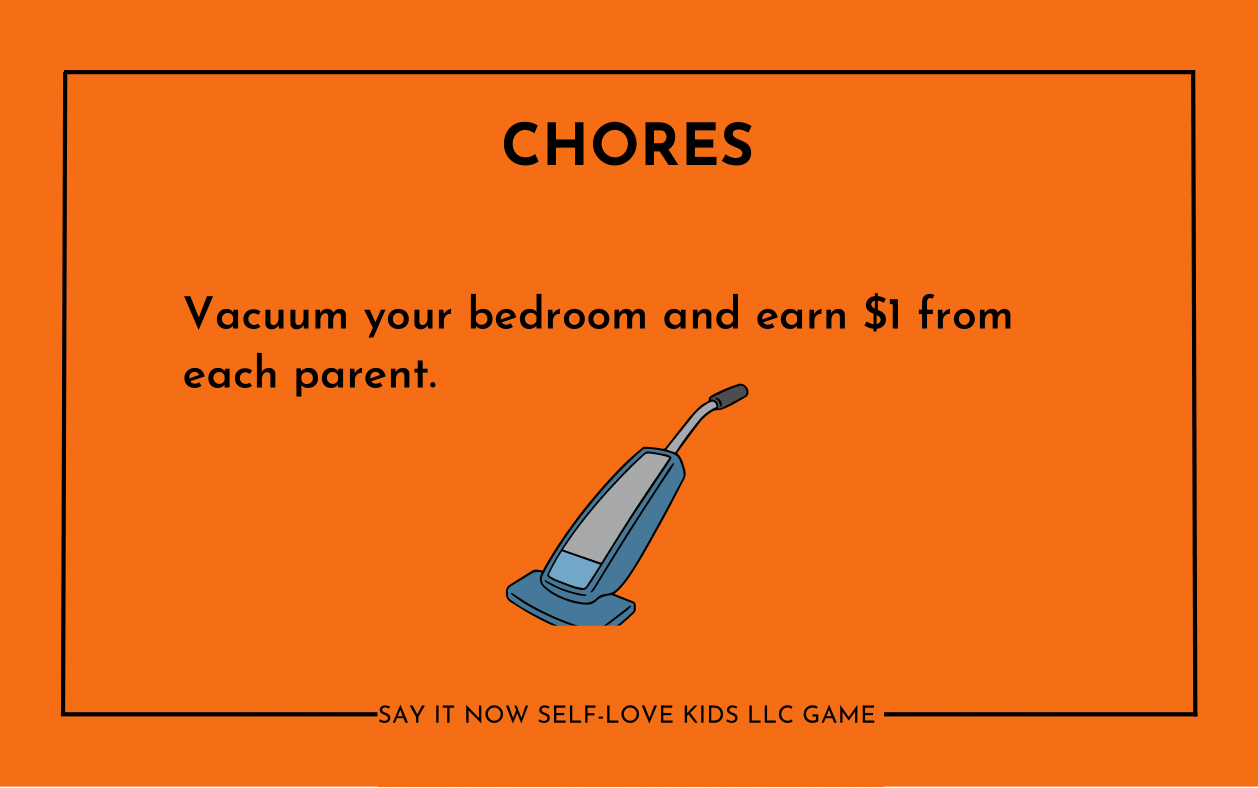 CHORES
Vacuum your bedroom and earn $1 from
each parent.
SAY IT NOW SELF-LOVE KIDS LLC GAME